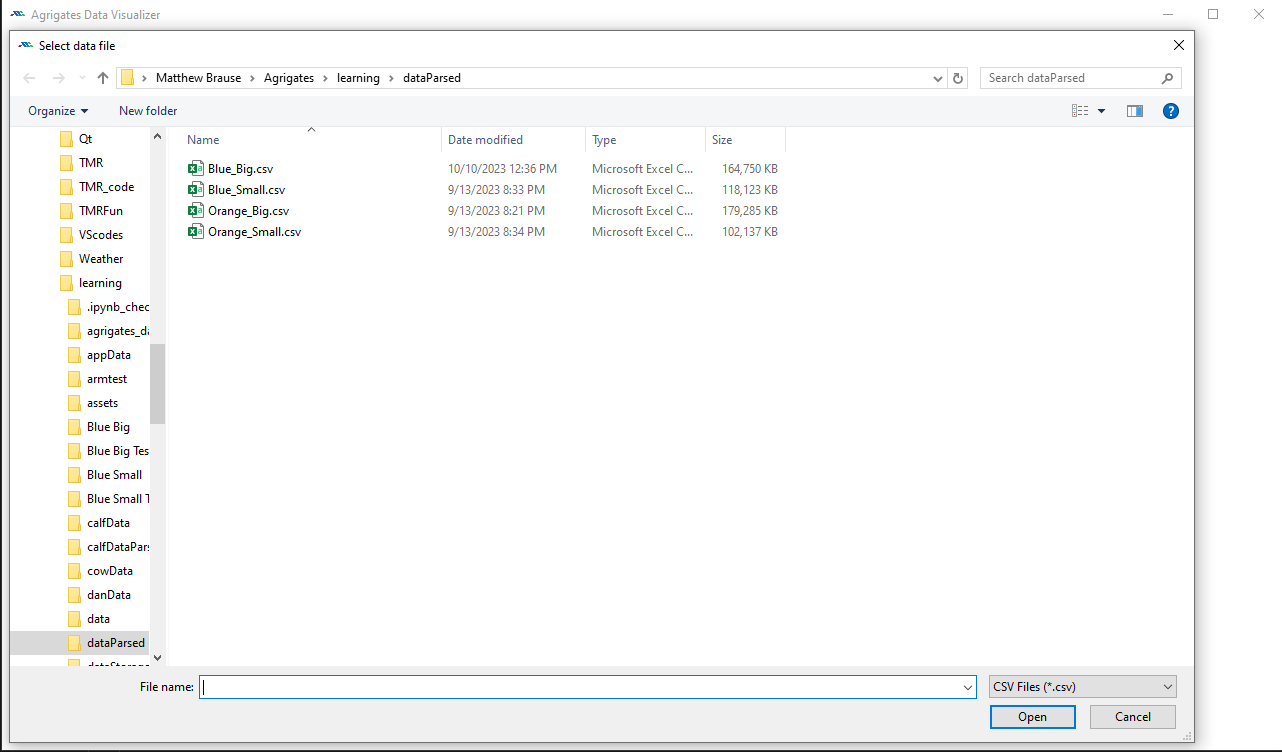 Agrigates Data Visualizer
Select data file
Matthew Brause > Agrigates > learning > dataParsed
Search dataParsed
Organize
New folder
?
Qt
TMR
TMR_code
TMRFun
VScodes
Weather
learning
.ipynb_chec
agrigates_da
appData
armtest
assets
Blue Big
Blue Big Tes
Blue Small
Blue Small T
calfData
calfDataPars
cowData
danData
data
dataParsed
dataStorage
Name Date modified Type Size
Blue_Big.csv 10/10/2023 12:36 PM Microsoft Excel C... 164,750 KB
Blue_Small.csv 9/13/2023 8:33 PM Microsoft Excel C... 118,123 KB
Orange_Big.csv 9/13/2023 8:21 PM Microsoft Excel C... 179,285 KB
Orange_Small.csv 9/13/2023 8:34 PM Microsoft Excel C... 102,137 KB
File name:
CSV Files (*.csv)
Open
Cancel